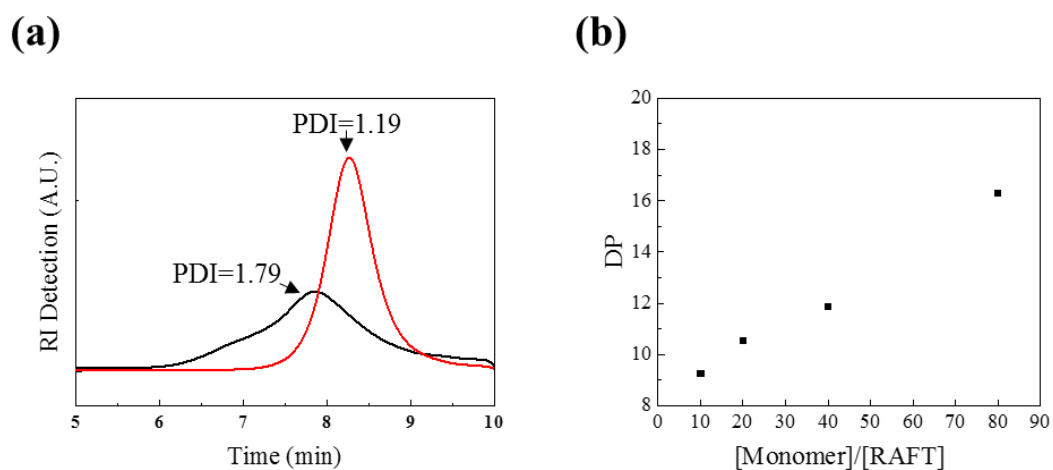 (a)
PDI=1.19
PDI=1.79
RI Detection (A.U.)
5 6 7 8 9 10
Time (min)
(b)
20
18
16
14
12
10
8
DP
0 10 20 30 40 50 60 70 80 90
[Monomer]/[RAFT]